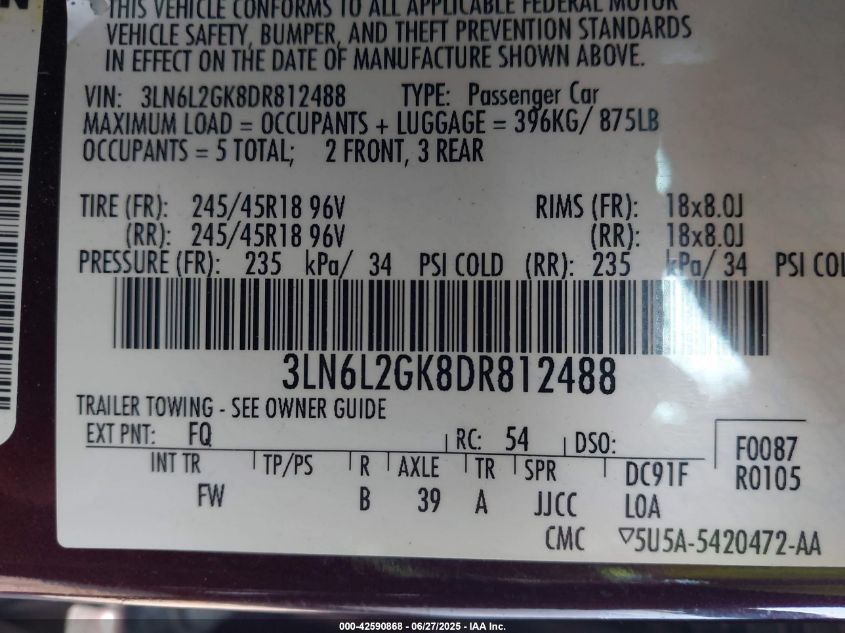 THIS VEHICLE CONFORMS TO ALL APPLICABLE FEDERAL MOTOR
VEHICLE SAFETY, BUMPER, AND THEFT PREVENTION STANDARDS
IN EFFECT ON THE DATE OF MANUFACTURE SHOWN ABOVE.
VIN: 3LN6L2GK8DR812488 TYPE: Passenger Car
MAXIMUM LOAD = OCCUPANTS + LUGGAGE = 396KG/ 875LB
OCCUPANTS = 5 TOTAL; 2 FRONT, 3 REAR
TIRE (FR): 245/45R18 96V RIMS (FR): 18x8.0J
(RR): 245/45R18 96V (RR): 18x8.0J
PRESSURE (FR): 235 kPa/ 34 PSI COLD (RR): 235 kPa/ 34 PSI COL
3LN6L2GK8DR812488
TRAILER TOWING - SEE OWNER GUIDE
EXT PNT: FQ RC: 54 DSO: F0087
INT TR TP/PS R AXLE TR SPR DC91F R0105
FW B 39 A JJCC LOA
CMC ▽5U5A-5420472-AA
000-42590868 - 06/27/2025 - IAA Inc.